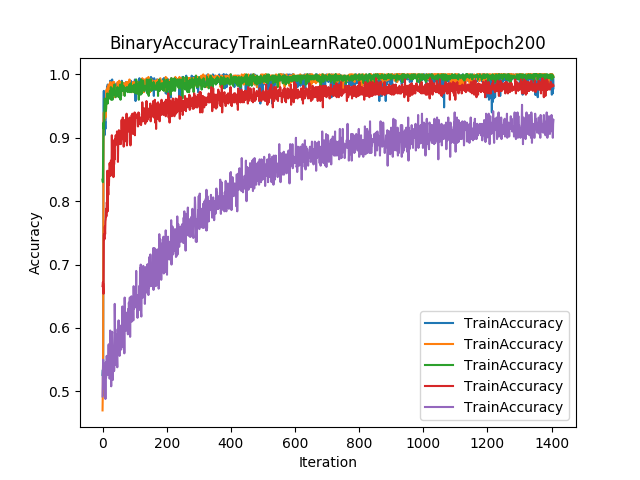 BinaryAccuracyTrainLearnRate0.0001NumEpoch200
1.0
0.9
0.8
0.7
0.6
0.5
Accuracy
0 200 400 600 800 1000 1200 1400
Iteration
TrainAccuracy
TrainAccuracy
TrainAccuracy
TrainAccuracy
TrainAccuracy